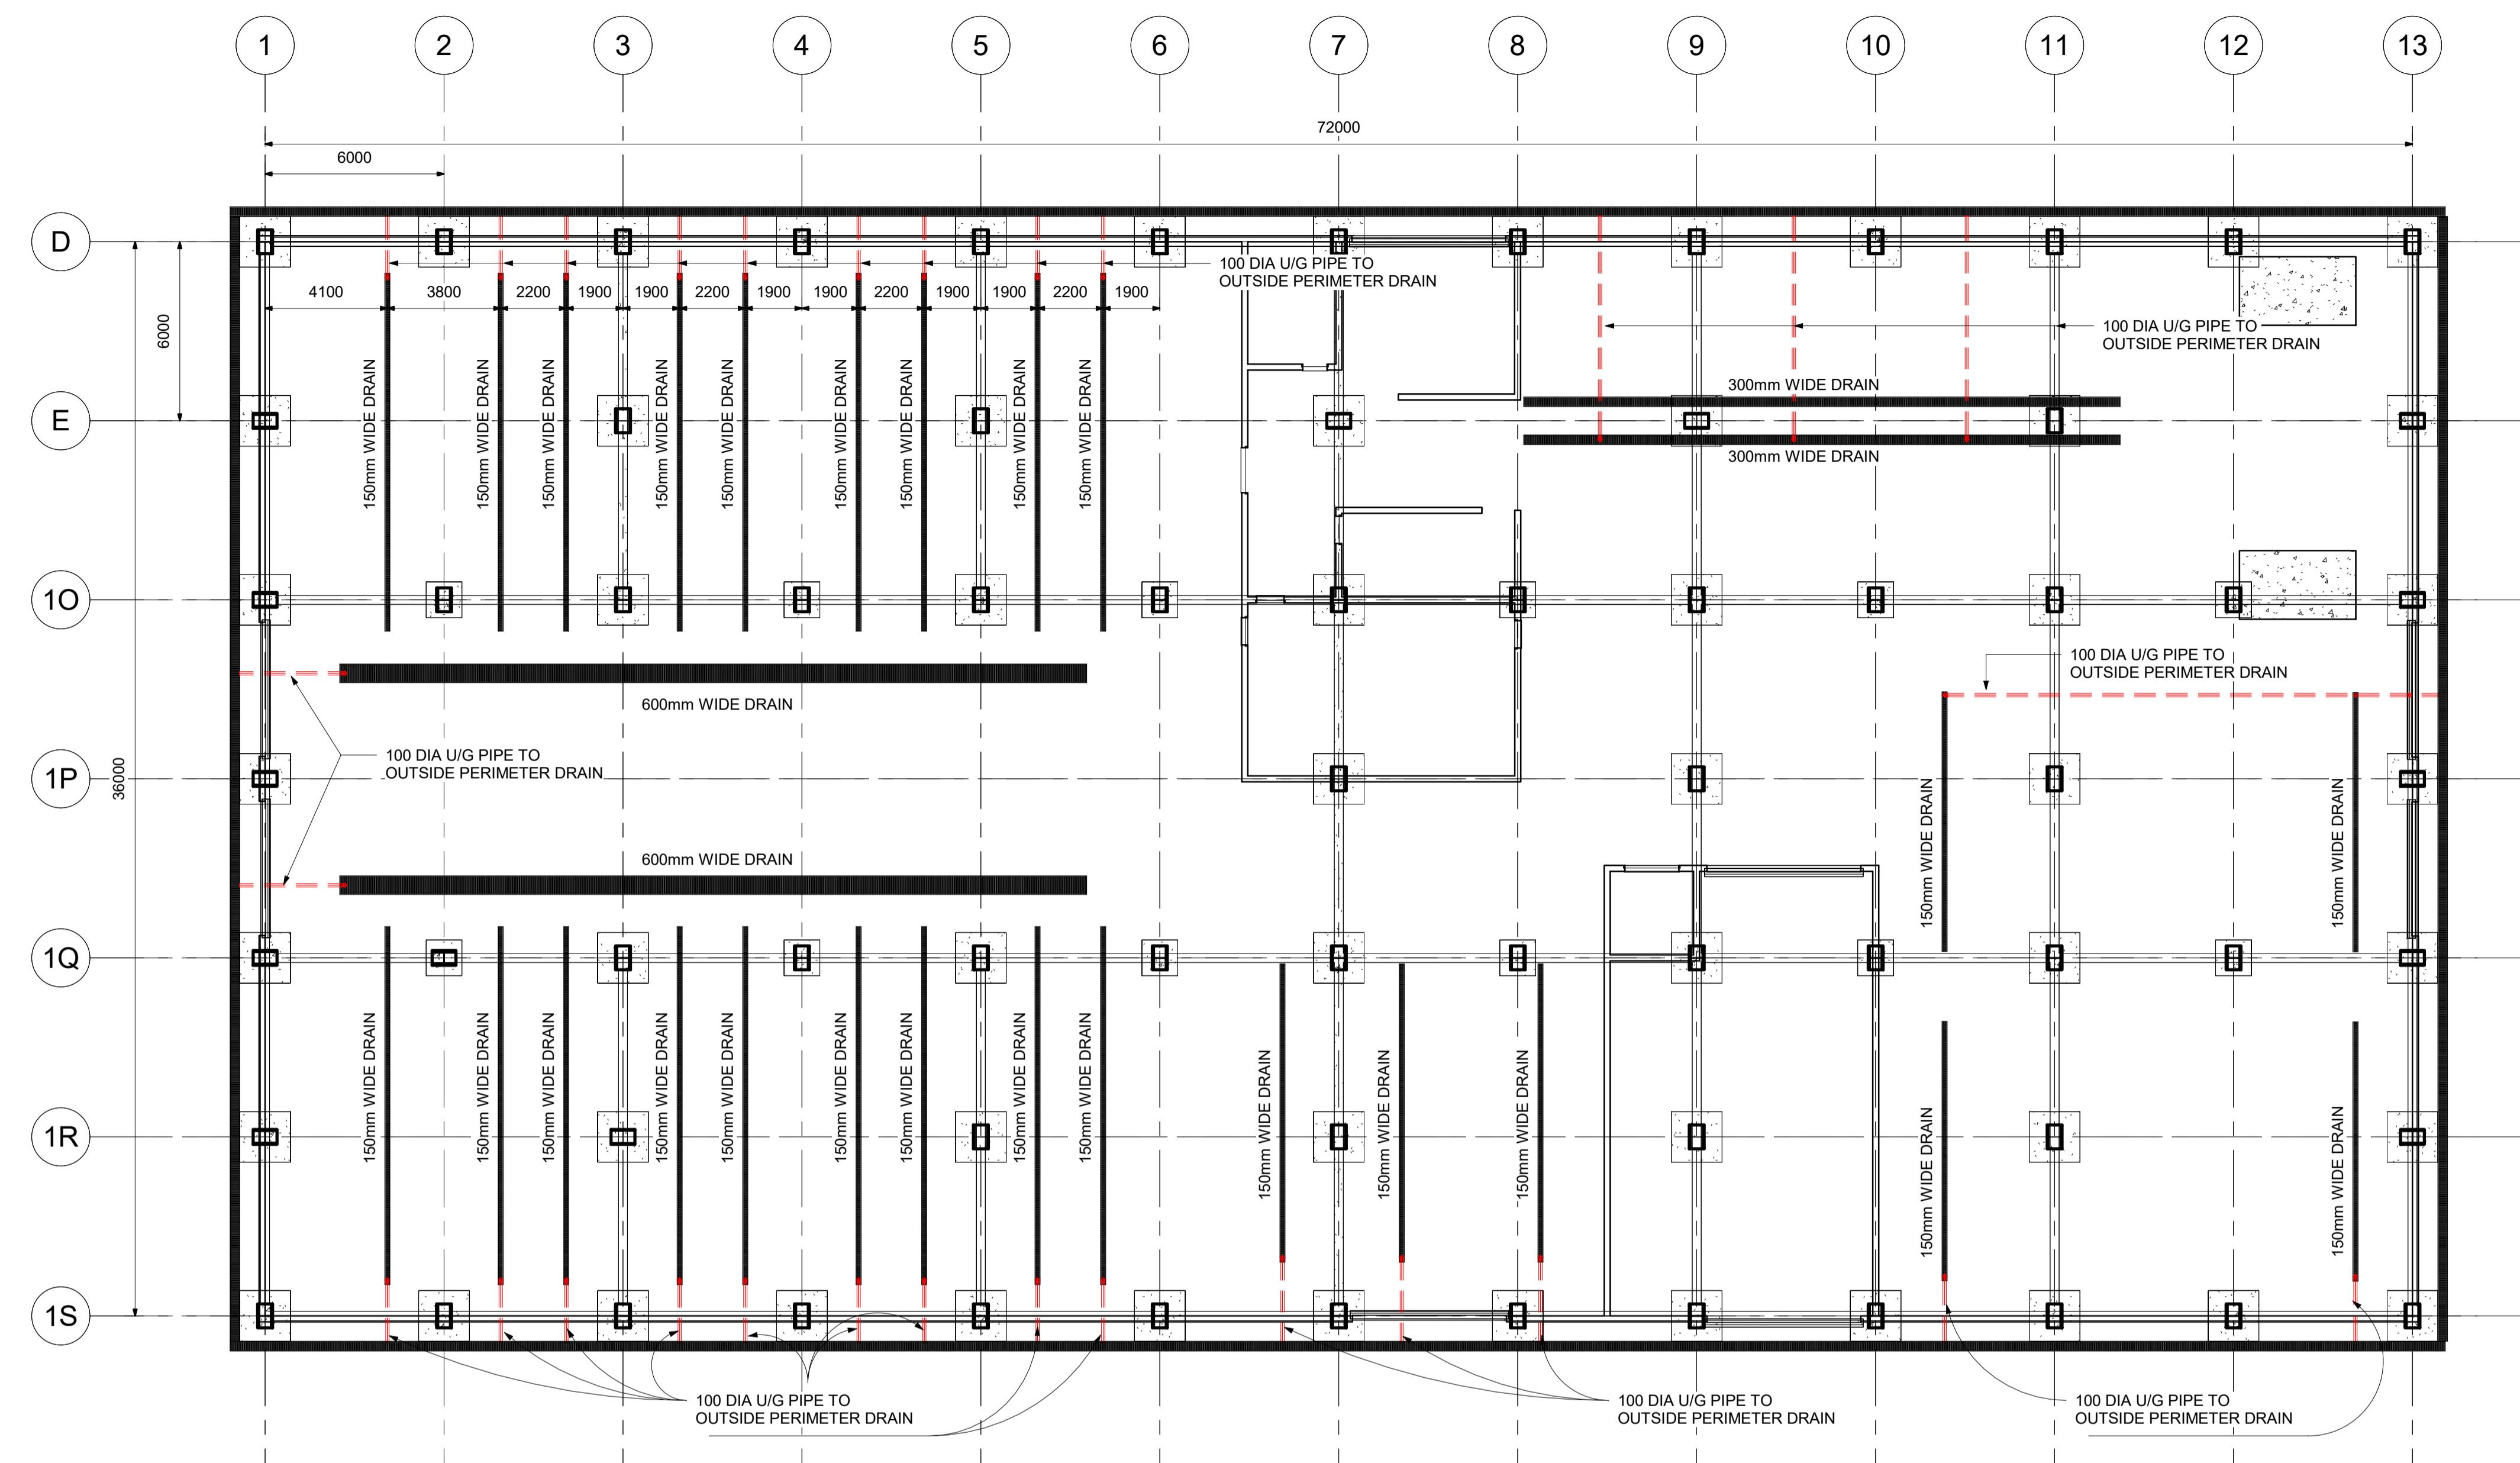 1 2 3 4 5 6 7 8 9 10 11 12 13
72000
6000
D
100 DIA U/G PIPE TO
OUTSIDE PERIMETER DRAIN
4100 3800 2200 1900 1900 2200 1900 1900 2200 1900 1900 2200 1900
6000
100 DIA U/G PIPE TO
OUTSIDE PERIMETER DRAIN
300mm WIDE DRAIN
E
150mm WIDE DRAIN
150mm WIDE DRAIN
150mm WIDE DRAIN
150mm WIDE DRAIN
150mm WIDE DRAIN
150mm WIDE DRAIN
150mm WIDE DRAIN
150mm WIDE DRAIN
150mm WIDE DRAIN
300mm WIDE DRAIN
1O
100 DIA U/G PIPE TO
OUTSIDE PERIMETER DRAIN
600mm WIDE DRAIN
100 DIA U/G PIPE TO
OUTSIDE PERIMETER DRAIN
1P
36000
150mm WIDE DRAIN
150mm WIDE DRAIN
600mm WIDE DRAIN
1Q
150mm WIDE DRAIN
150mm WIDE DRAIN
150mm WIDE DRAIN
150mm WIDE DRAIN
150mm WIDE DRAIN
150mm WIDE DRAIN
150mm WIDE DRAIN
150mm WIDE DRAIN
150mm WIDE DRAIN
150mm WIDE DRAIN
150mm WIDE DRAIN
150mm WIDE DRAIN
150mm WIDE DRAIN
150mm WIDE DRAIN
1R
1S
100 DIA U/G PIPE TO
OUTSIDE PERIMETER DRAIN
100 DIA U/G PIPE TO
OUTSIDE PERIMETER DRAIN
100 DIA U/G PIPE TO
OUTSIDE PERIMETER DRAIN